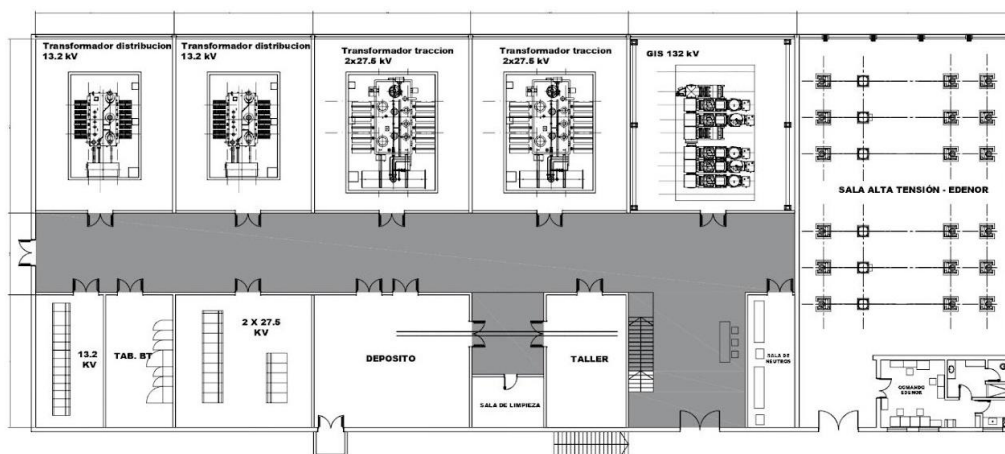 Transformador distribucion
13.2 kV
Transformador distribucion
13.2 kV
Transformador traccion
2x27.5 kV
Transformador traccion
2x27.5 kV
GIS 132 kV
SALA ALTA TENSIÓN - EDENOR
13.2
KV
TAB. BT
2 X 27.5
KV
DEPOSITO
SALA DE LIMPIEZA
TALLER
SALA DE
NEUTROS
COMANDO
EDENOR